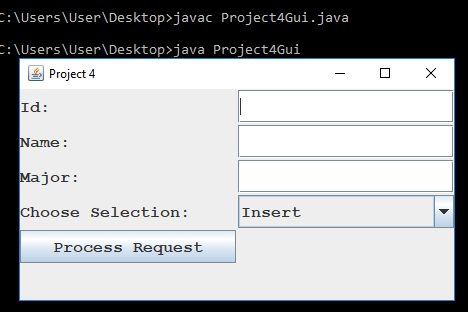 C:\Users\User\Desktop>javac Project4Gui.java
C:\Users\User\Desktop>java Project4Gui
Project 4
Id:
Name:
Major:
Choose Selection: Insert
Process Request